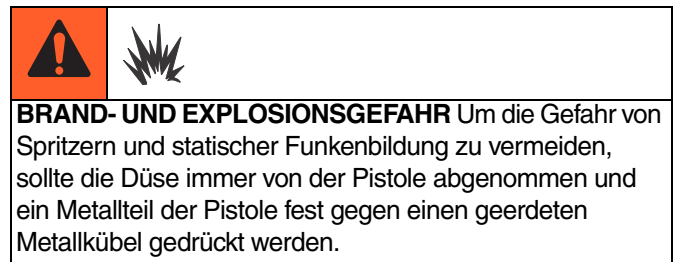 BRAND- UND EXPLOSIONSGEFAHR Um die Gefahr von
Spritzern und statischer Funkenbildung zu vermeiden,
sollte die Düse immer von der Pistole abgenommen und
ein Metallteil der Pistole fest gegen einen geerdeten
Metallkübel gedrückt werden.